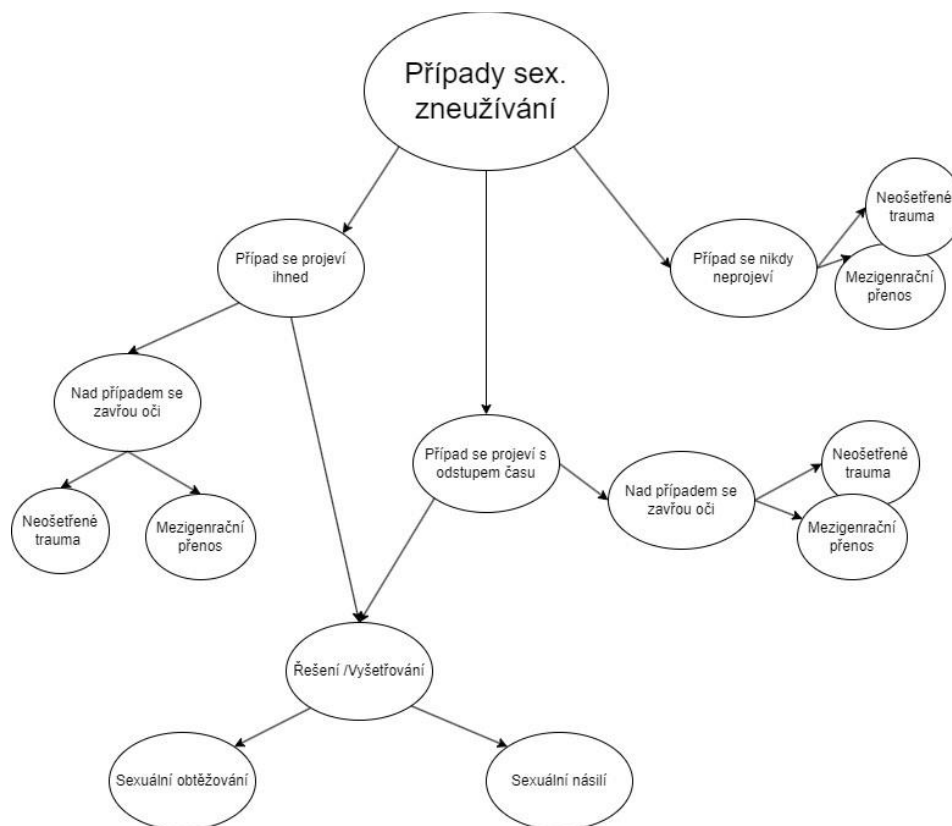 Případy sex.
zneužívání
Neošetřené
trauma
Případ se projeví
ihned
Případ se nikdy
neprojeví
Mezigenrační
přenos
Nad případem se
zavřou oči
Případ se projeví s
odstupem času
Neošetřené
trauma
Nad případem se
zavřou oči
Neošetřené
trauma
Mezigenrační
přenos
Mezigenrační
přenos
Řešení /Vyšetřování
Sexuální obtěžování
Sexuální násilí